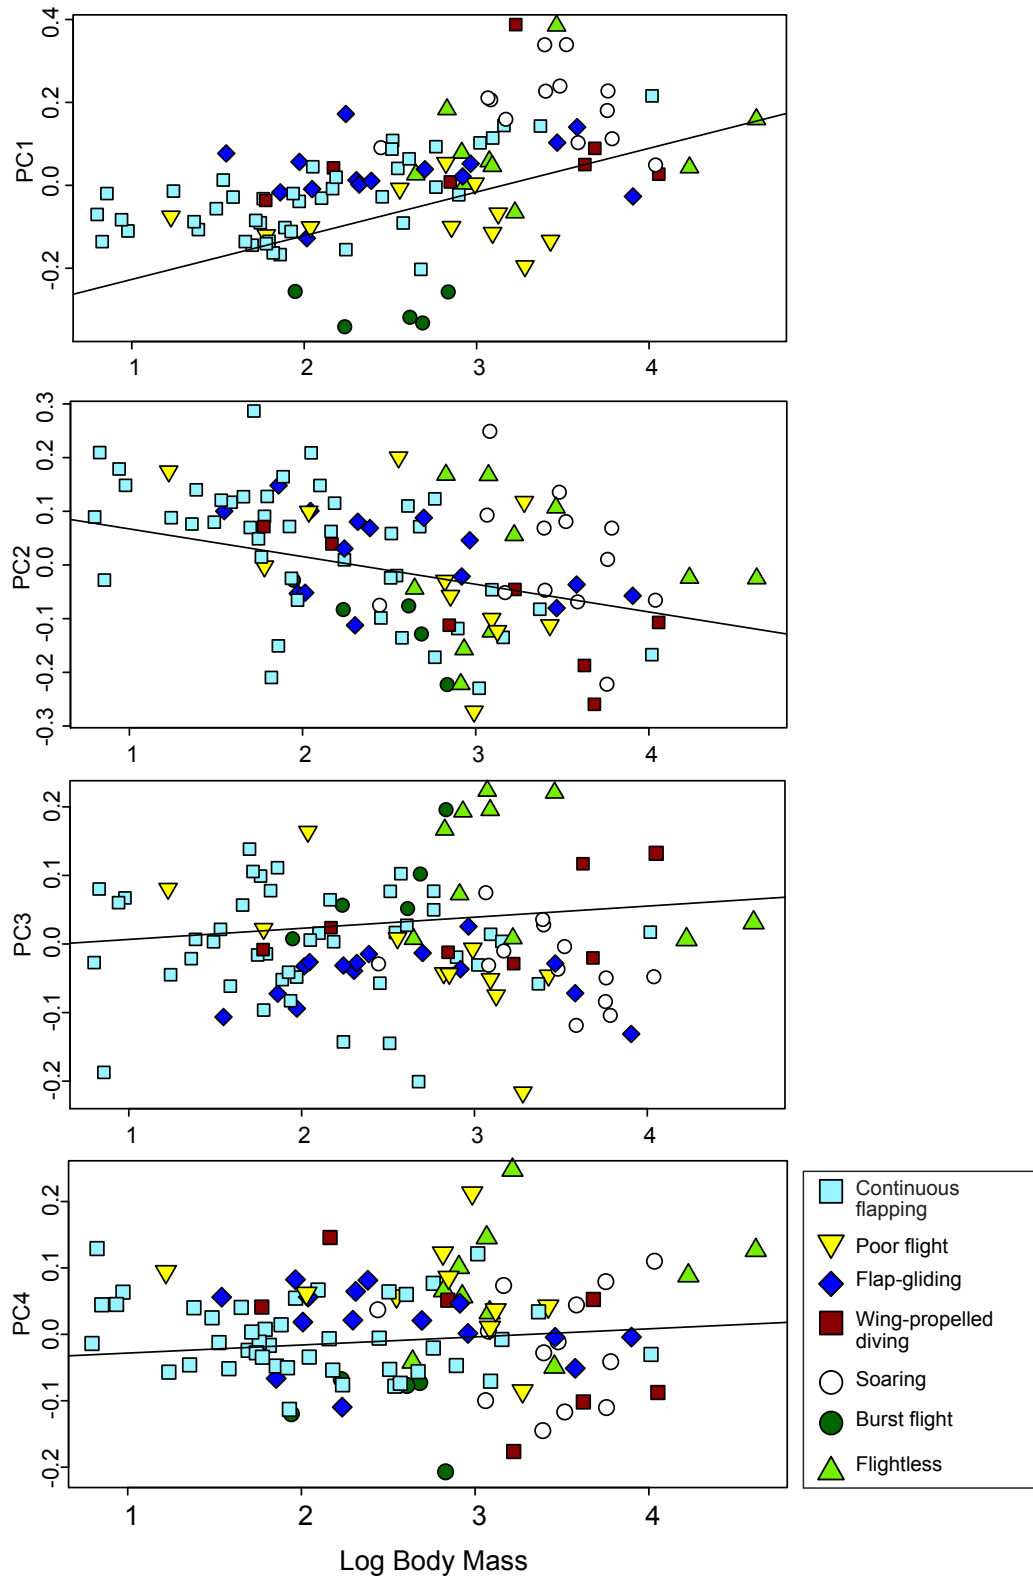 0.4
0.2
0.0
-0.2
PC1
1 2 3 4
0.3
0.2
0.1
0.0
-0.1
-0.2
-0.3
PC2
1 2 3 4
0.2
0.1
0.0
-0.1
-0.2
PC3
1 2 3 4
0.2
0.1
0.0
-0.1
-0.2
PC4
1 2 3 4
Log Body Mass
Continuous
flapping
Poor flight
Flap-gliding
Wing-propelled
diving
Soaring
Burst flight
Flightless